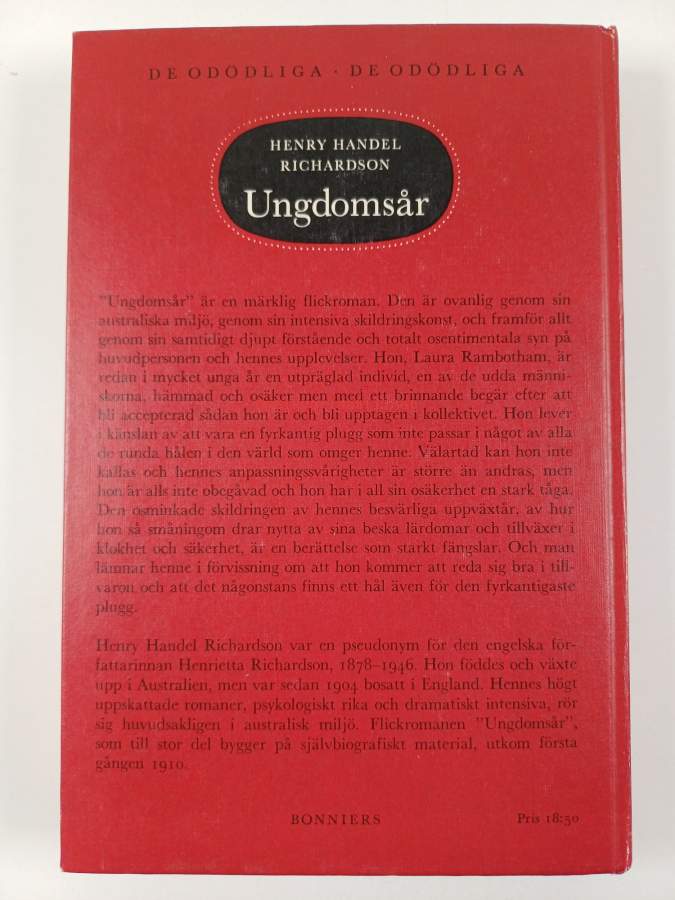 DE ODÖDLIGA · DE ODÖDLIGA
HENRY HANDEL
RICHARDSON
Ungdomsår
"Ungdomsår" är en märklig flickroman. Den är ovanlig genom sin
australiska miljö, genom sin intensiva skildringskonst, och framför allt
genom sin samtidigt djupt förstående och totalt osentimentala syn på
huvudpersonen och hennes upplevelser. Hon, Laura Rambotham, är
redan i mycket unga år en utpräglad individ, en av de udda männi-
skorna, hämmad och osäker men med ett brinnande begär efter att
bli accepterad sådan hon är och bli upptagen i kollektivet. Hon lever
i känslan av att vara en fyrkantig plugg som inte passar i något av alla
de runda hålen i den värld som omger henne. Välartad kan hon inte
kallas och hennes anpassningssvårigheter är större än andras, men
hon är alls inte obegåvad och hon har i all sin osäkerhet en stark tåga.
Den osminkade skildringen av hennes besvärliga uppväxtår, av hur
hon så småningom drar nytta av sina beska lärdomar och tillväxer i
klokhet och säkerhet, är en berättelse som starkt fängslar. Och man
lämnar henne i förvissning om att hon kommer att reda sig bra i till-
varon och att det någonstans finns ett hål även för den fyrkantigaste
plugg.
Henry Handel Richardson var en pseudonym för den engelska för-
fattarinnan Henrietta Richardson, 1878–1946. Hon föddes och växte
upp i Australien, men var sedan 1904 bosatt i England. Hennes högt
uppskattade romaner, psykologiskt rika och dramatiskt intensiva, rör
sig huvudsakligen i australisk miljö. Flickromanen "Ungdomsår",
som till stor del bygger på självbiografiskt material, utkom första
gången 1910.
BONNIERS
Pris 18:50